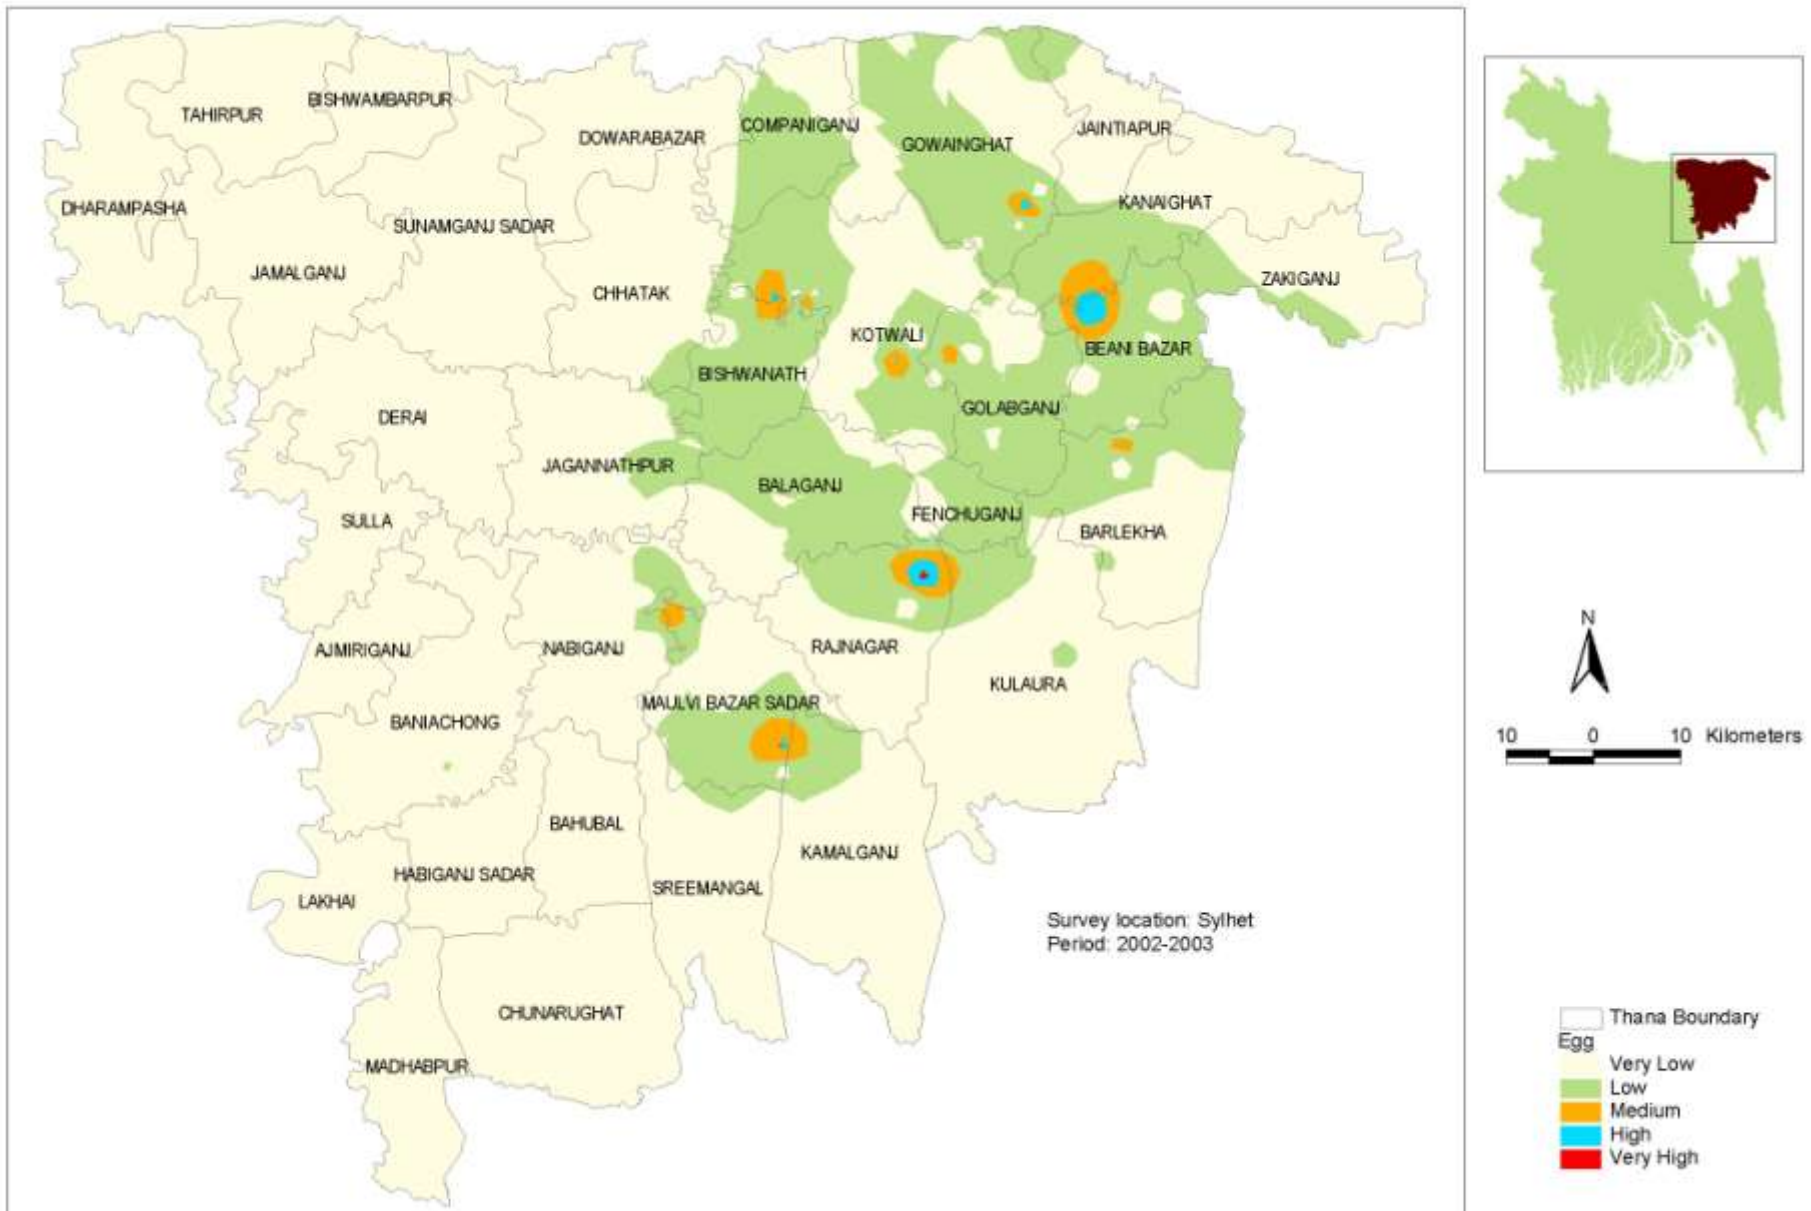 TAHIRPUR
BISHWAMBARPUR
DOWARABAZAR
COMPANIGANJ
GOWAINGHAT
JAINTIAPUR
DHARAMPASHA
SUNAMGANJ SADAR
KANAIGHAT
JAMALGANJ
CHHATAK
ZAKIGANJ
KOTWALI
BEANI BAZAR
BISHWANATH
DERAI
GOLABGANJ
JAGANNATHPUR
BALAGANJ
SULLA
FENCHUGANJ
BARLEKHA
AJMIRIGANJ
NABIGANJ
RAJNAGAR
KULAURA
MAULVI BAZAR SADAR
BANIACHONG
BAHUBAL
KAMALGANJ
HABIGANJ SADAR
SREEMANGAL
LAKHAI
CHUNARUGHAT
MADHABPUR
Survey location: Sylhet
Period: 2002-2003
N
10 0 10 Kilometers
Thana Boundary
Egg
Very Low
Low
Medium
High
Very High